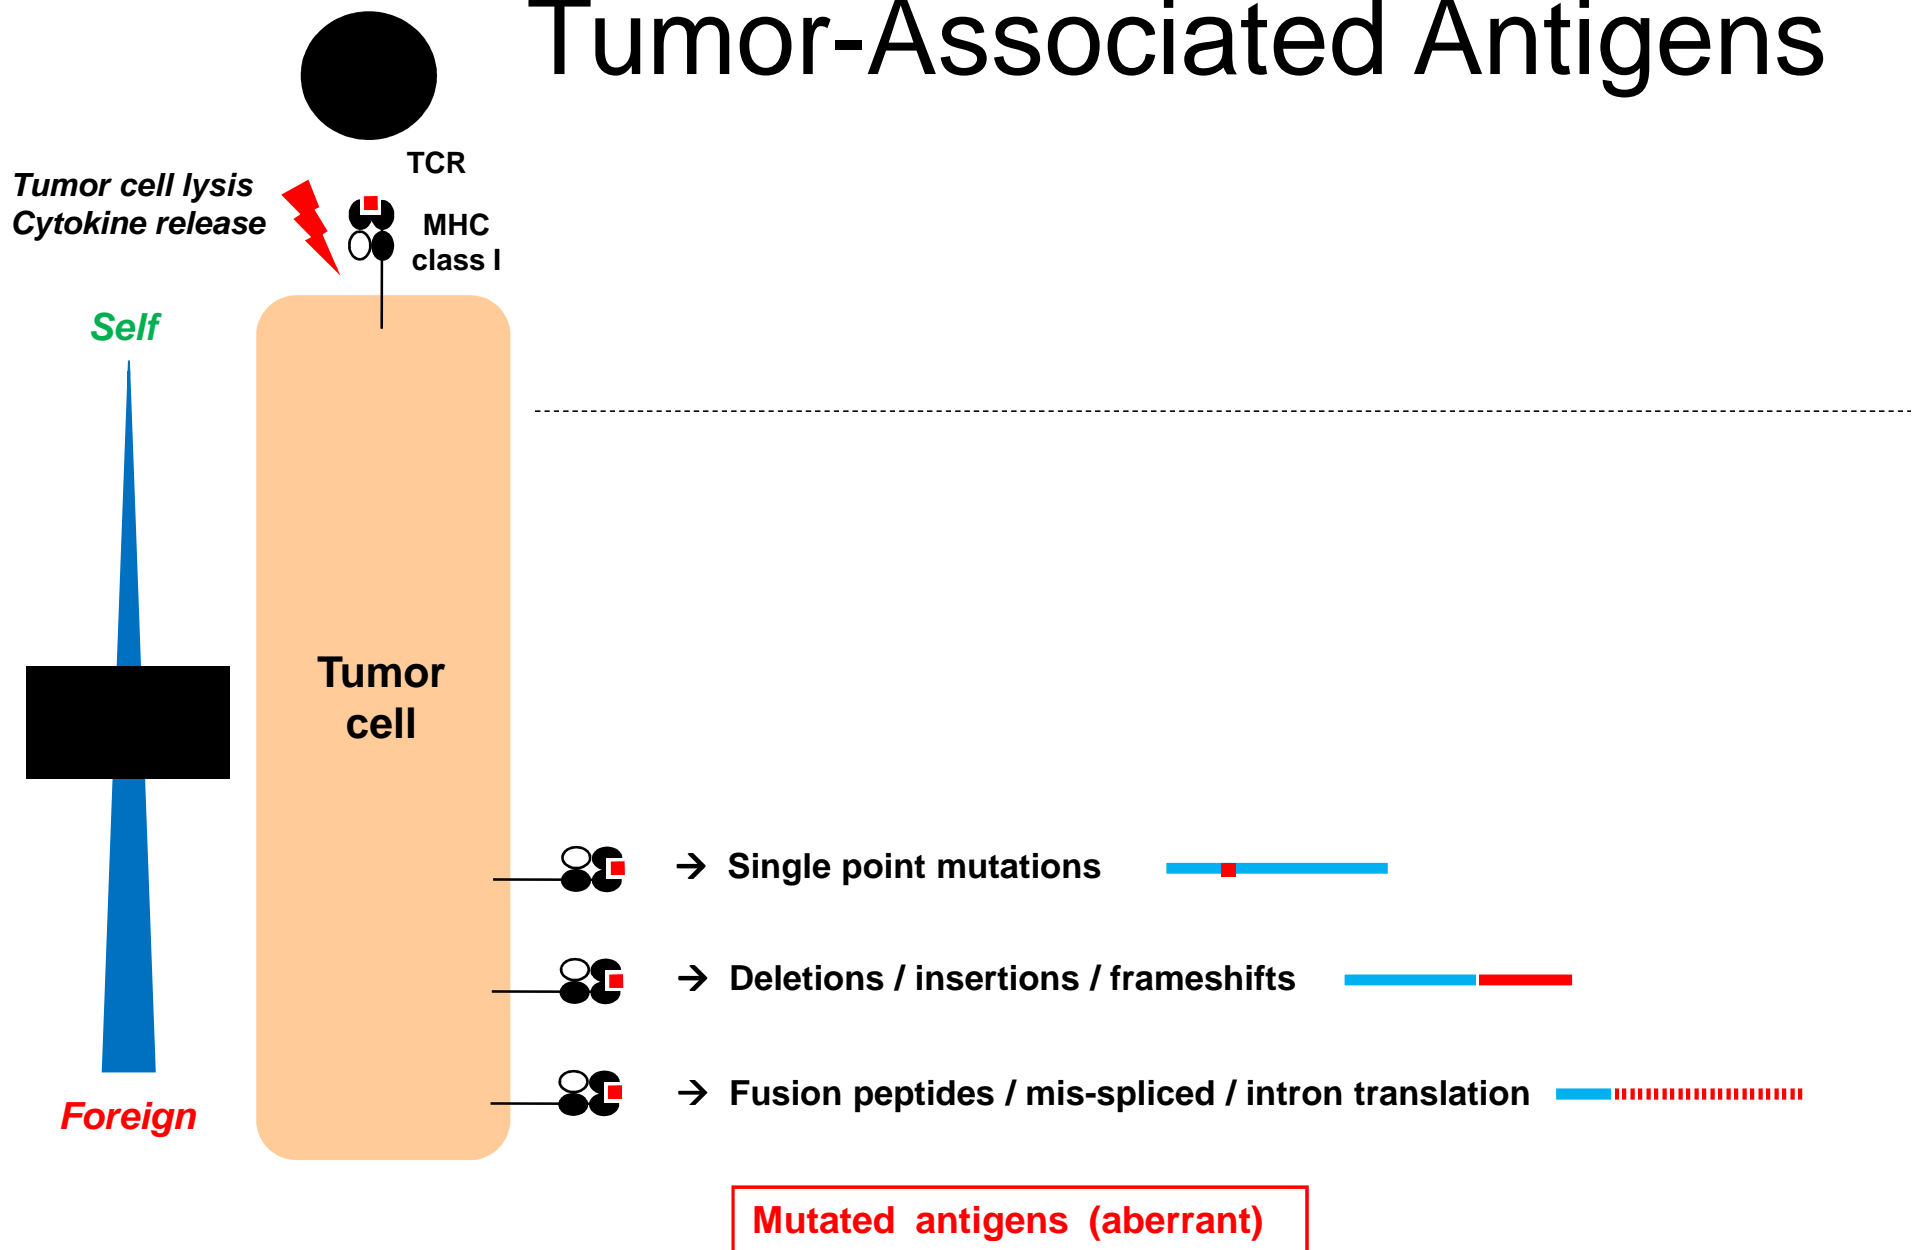 Tumor-Associated Antigens
TCR
Tumor cell lysis
Cytokine release
MHC
class I
Self
Tumor
cell
→ Single point mutations
→ Deletions / insertions / frameshifts
→ Fusion peptides / mis-spliced / intron translation
Foreign
Mutated antigens (aberrant)